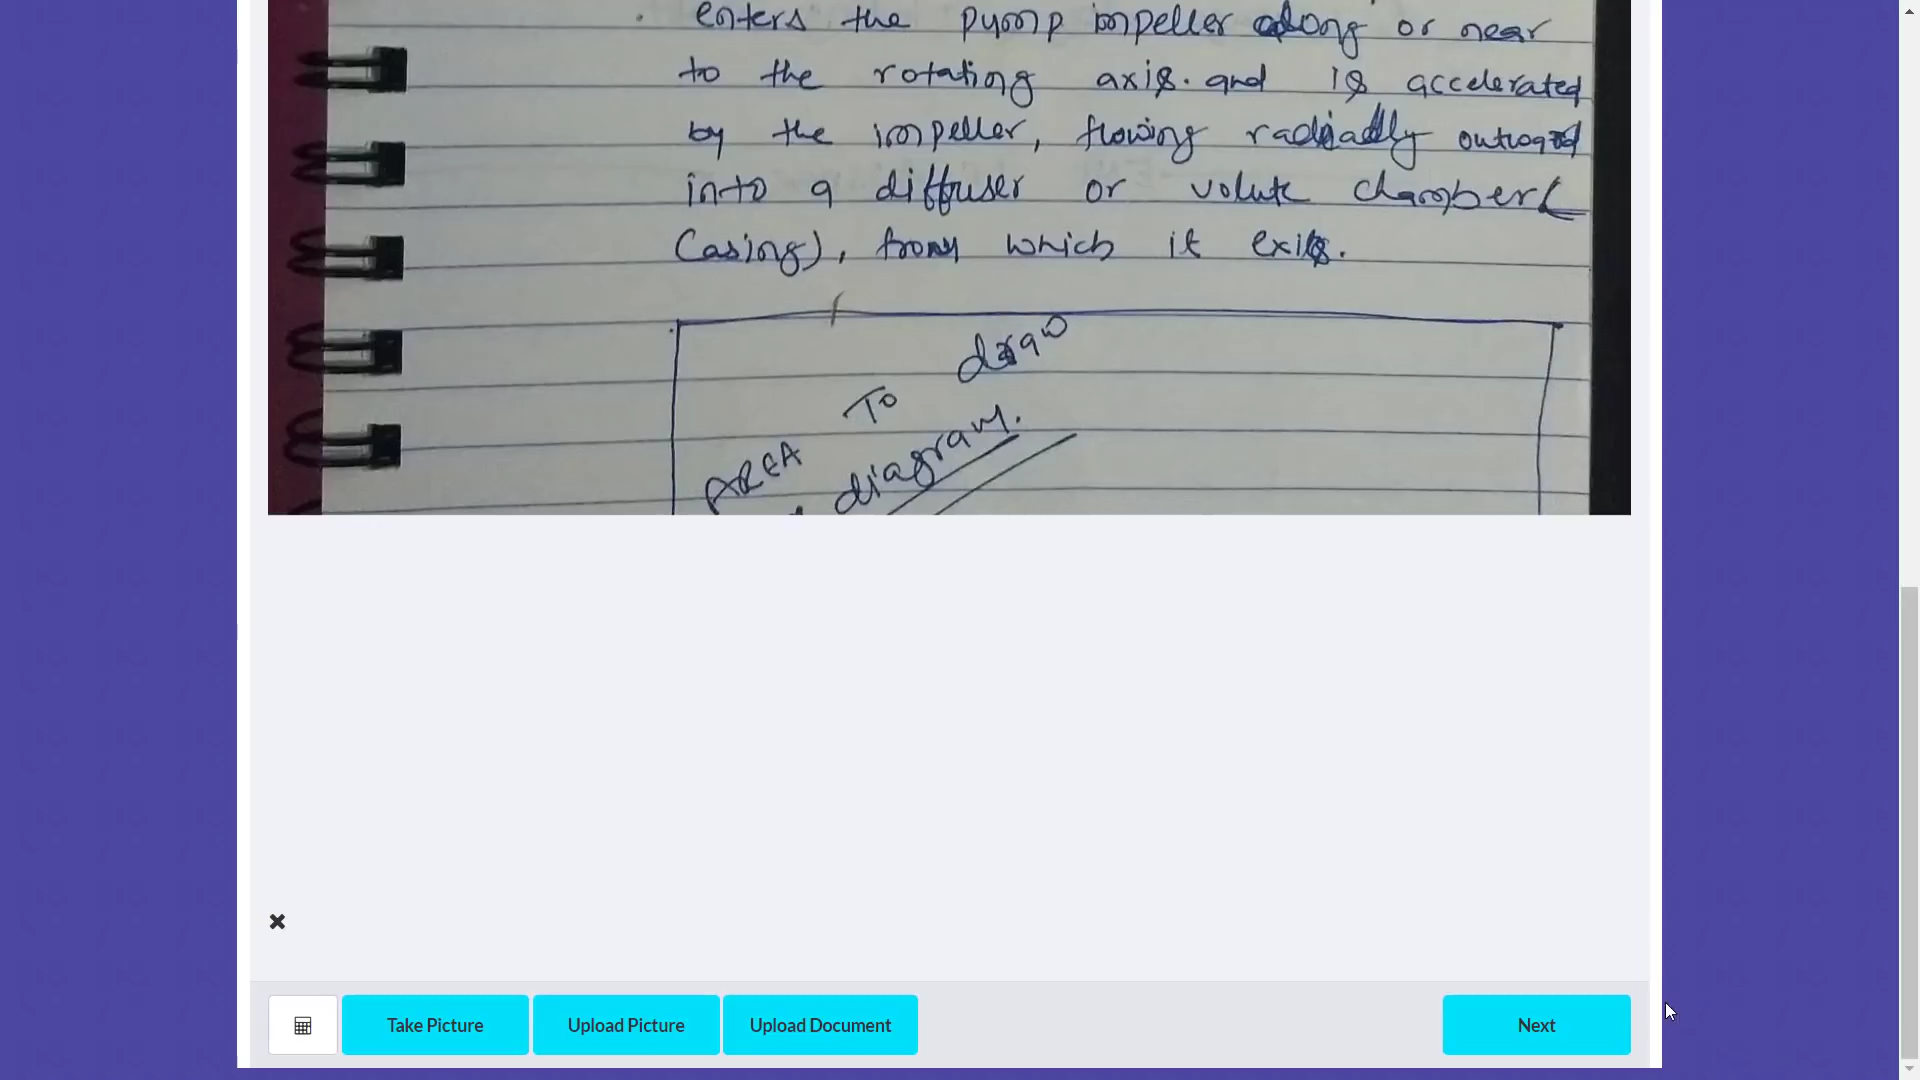 enters the pump impeller along or near
to the rotating axis. and is accelerated
by the impeller, flowing radially outward
into a diffuser or volute chamber (
Casing), from which it exits.
AREA TO draw
diagram.
Take Picture
Upload Picture
Upload Document
Next